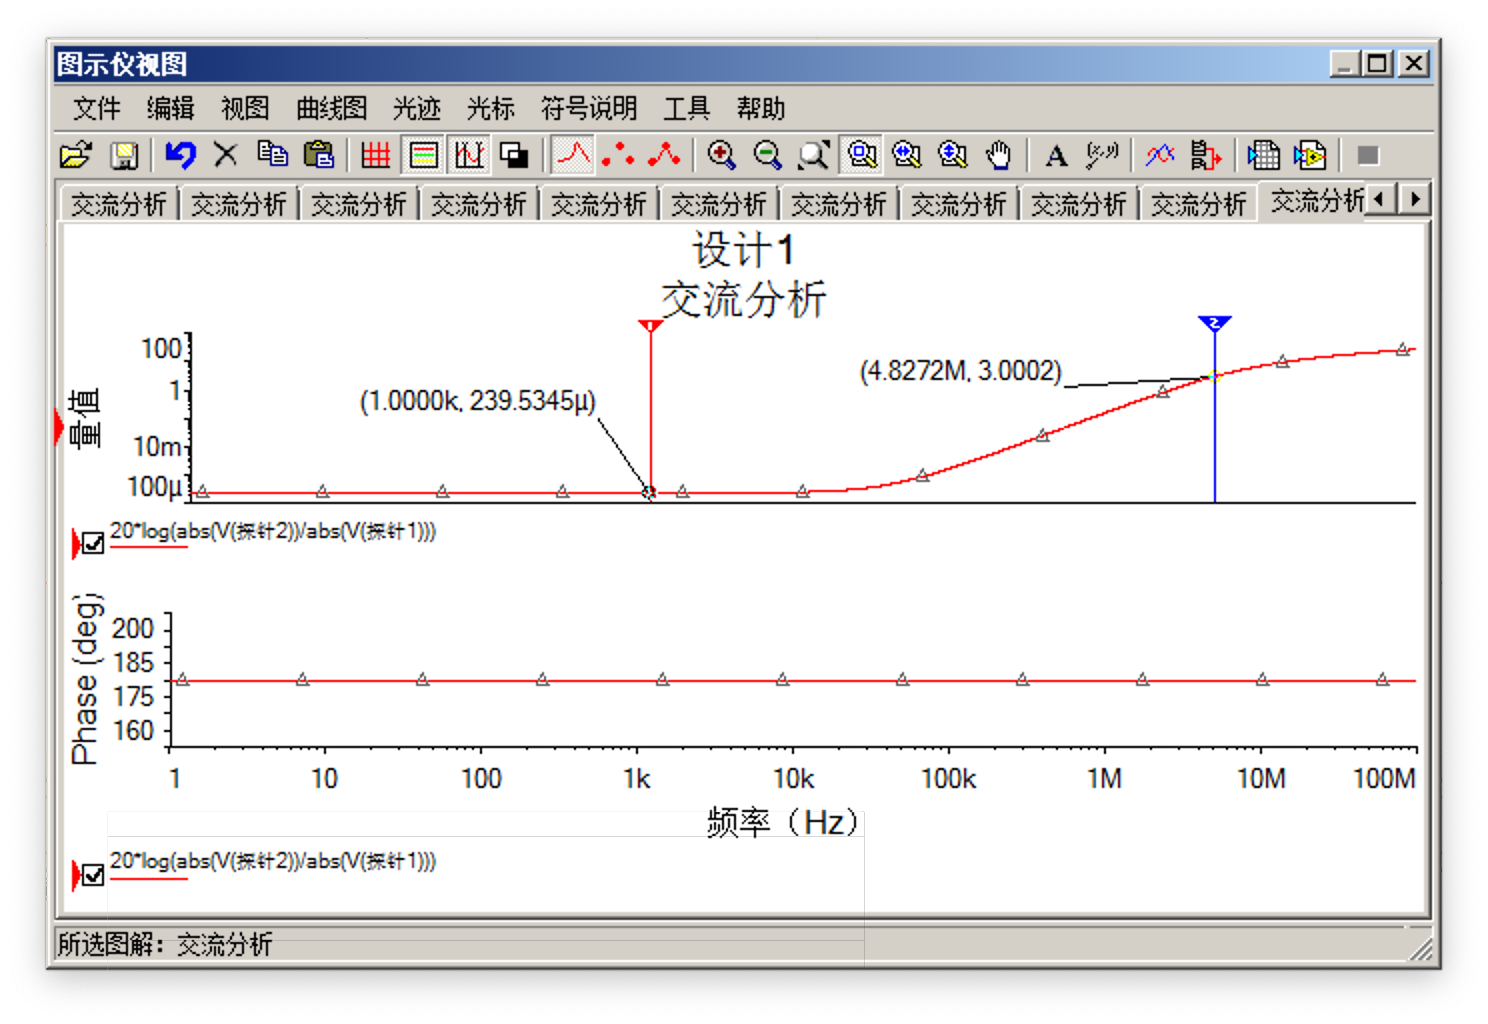 图示仪视图
文件 编辑 视图 曲线图 光迹 光标 符号说明 工具 帮助
A (x,y)
交流分析 交流分析 交流分析 交流分析 交流分析 交流分析 交流分析 交流分析 交流分析 交流分析 交流分析
设计1
交流分析
1 2
量值
100
1
10m
100μ
(1.0000k, 239.5345μ)
(4.8272M, 3.0002)
20*log(abs(V(探针2))/abs(V(探针1)))
Phase (deg)
200
185
175
160
1 10 100 1k 10k 100k 1M 10M 100M
频率（Hz）
20*log(abs(V(探针2))/abs(V(探针1)))
所选图解：交流分析